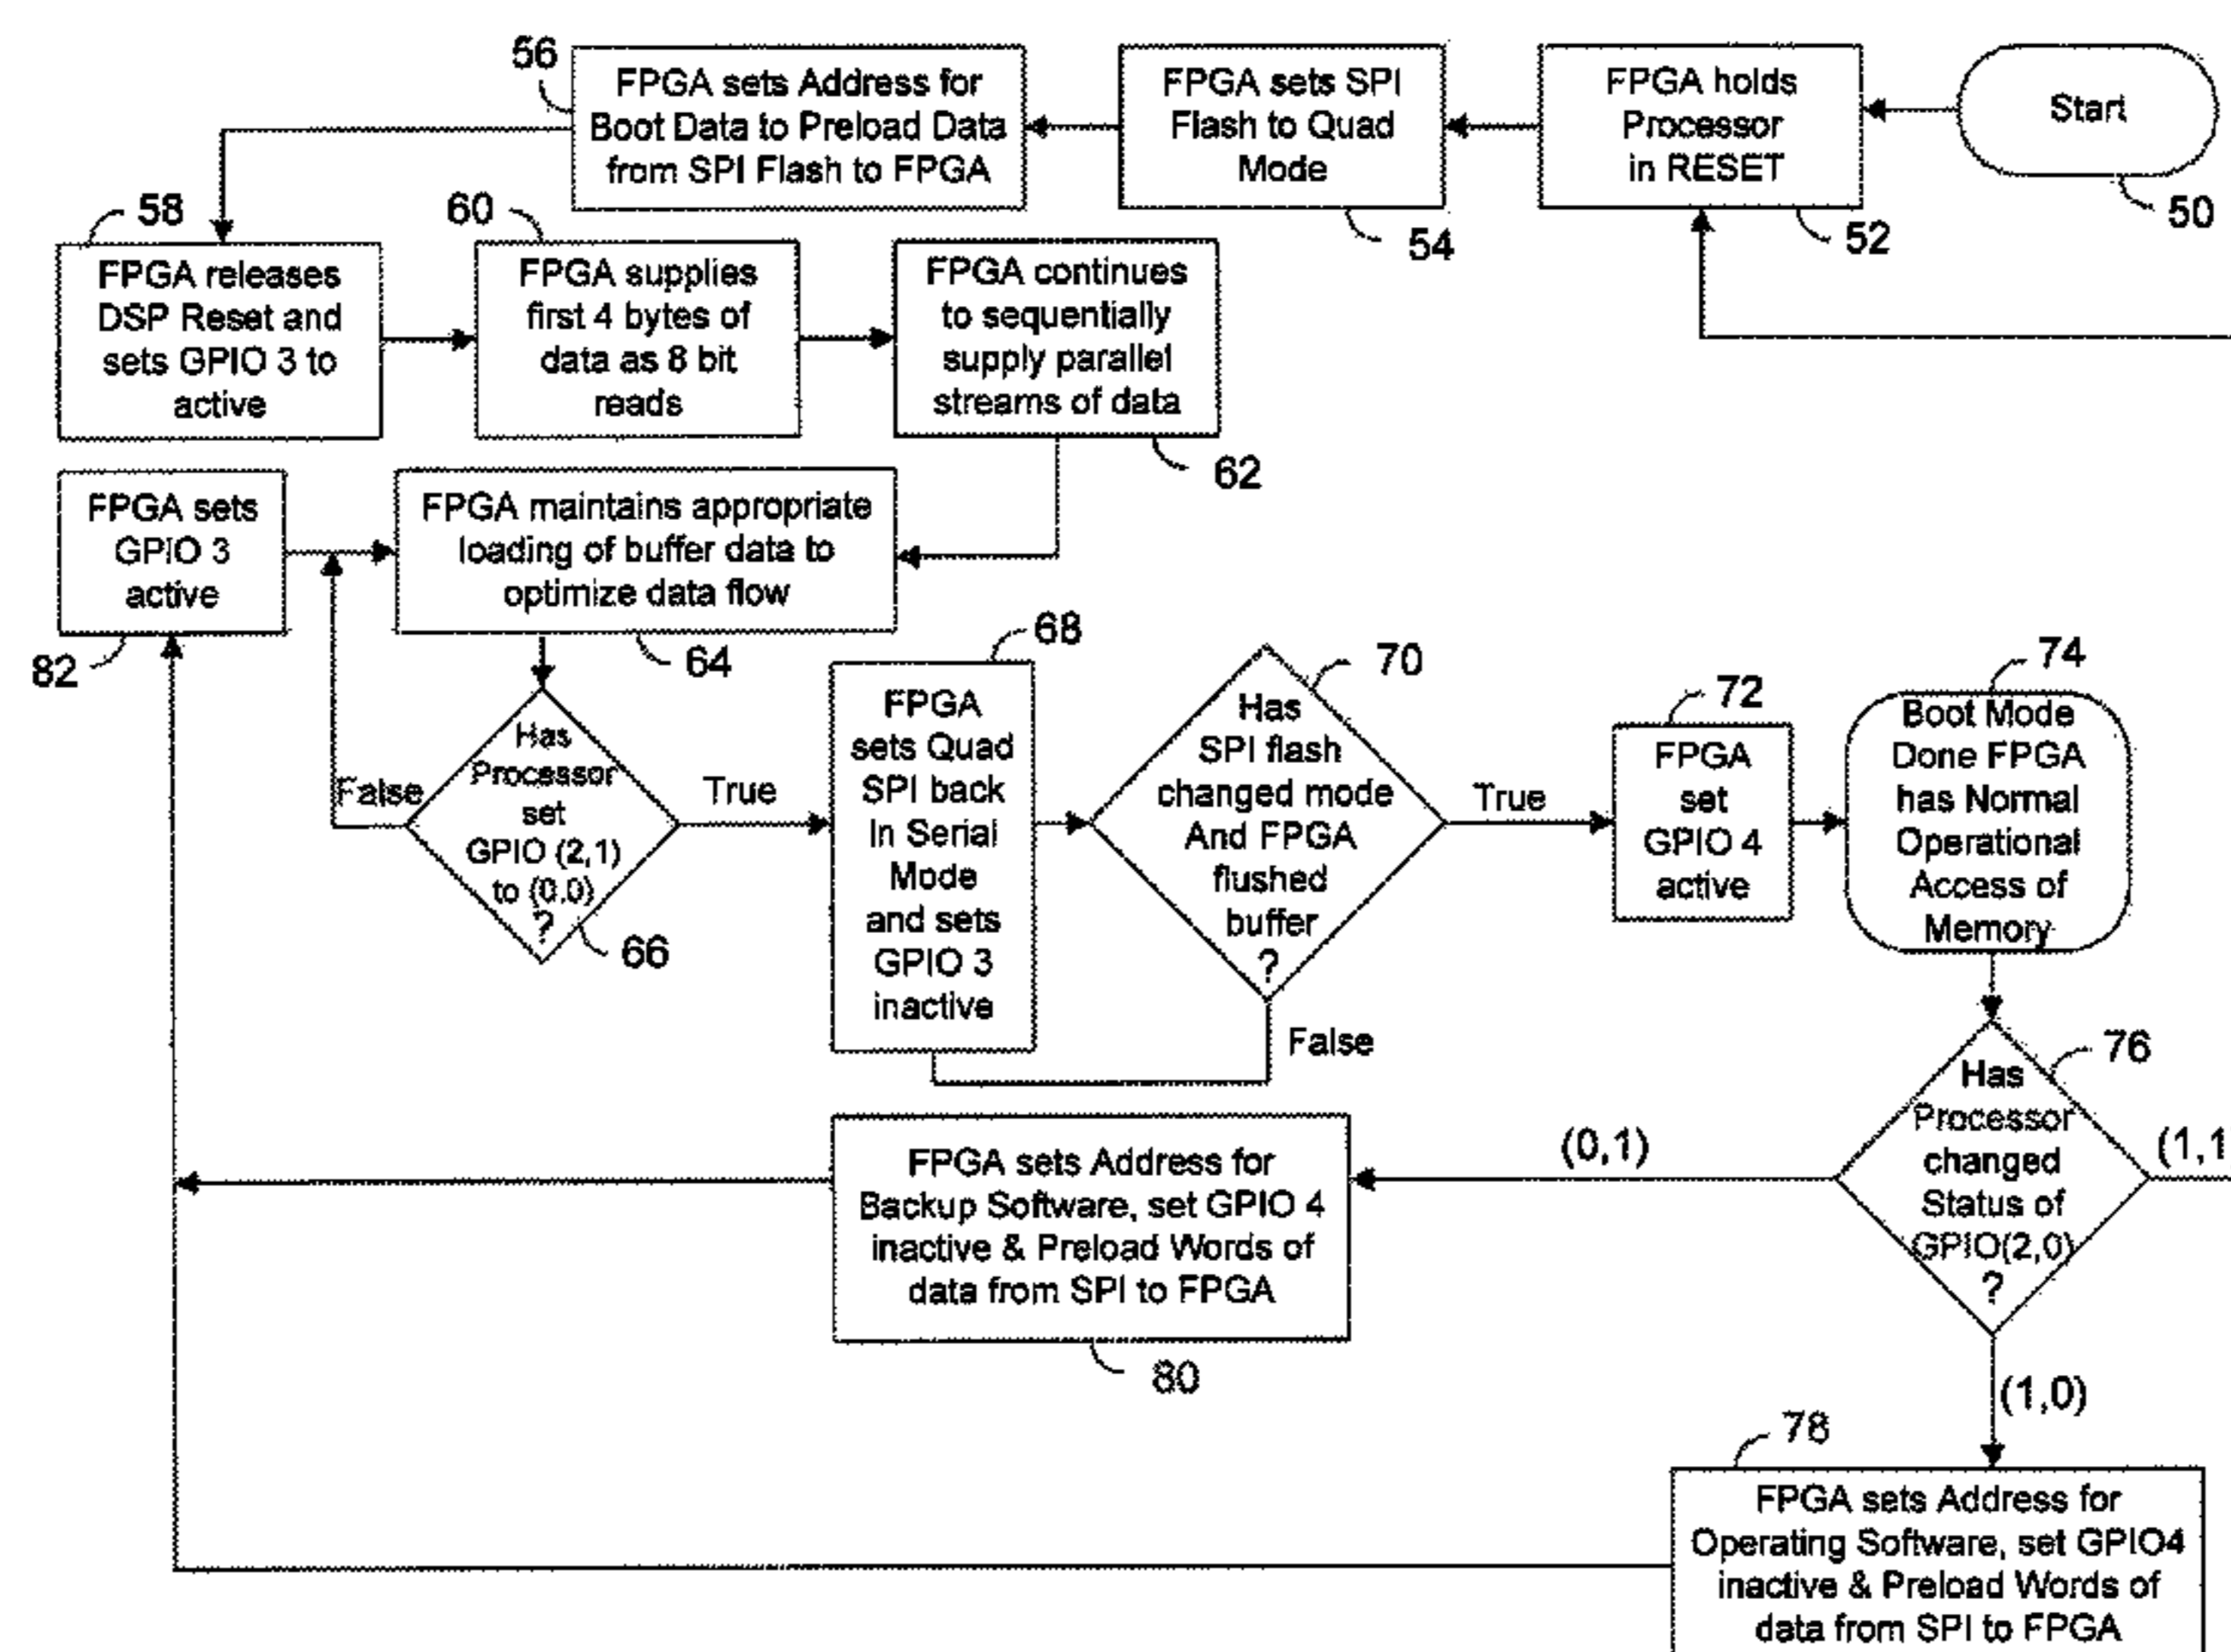 56
FPGA sets Address for
Boot Data to Preload Data
from SPI Flash to FPGA
FPGA sets SPI
Flash to Quad
Mode
54
FPGA holds
Processor
in RESET
52
Start
50
58
FPGA releases
DSP Reset and
sets GPIO 3 to
active
60
FPGA supplies
first 4 bytes of
data as 8 bit
reads
FPGA continues
to sequentially
supply parallel
streams of data
62
FPGA sets
GPIO 3
active
82
FPGA maintains appropriate
loading of buffer data to
optimize data flow
64
Has
Processor
set
GPIO (2,1)
to (0,0)
?
66
False
True
68
FPGA
sets Quad
SPI back
In Serial
Mode
and sets
GPIO 3
inactive
70
Has
SPI flash
changed mode
And FPGA
flushed
buffer
?
False
True
72
FPGA
set
GPIO 4
active
74
Boot Mode
Done FPGA
has Normal
Operational
Access of
Memory
76
Has
Processor
changed
Status of
GPIO(2,0)
?
(1,1
(0,1)
(1,0)
FPGA sets Address for
Backup Software, set GPIO 4
inactive & Preload Words of
data from SPI to FPGA
80
78
FPGA sets Address for
Operating Software, set GPIO4
inactive & Preload Words of
data from SPI to FPGA